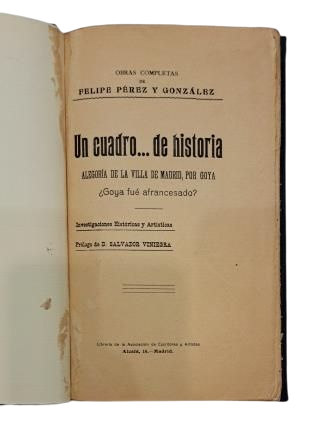 OBRAS COMPLETAS
DE
FELIPE PÉREZ Y GONZÁLEZ
Un cuadro... de historia
ALEGORÍA DE LA VILLA DE MADRID, POR GOYA
¿Goya fué afrancesado?
Investigaciones Históricas y Artísticas
Prólogo de D. SALVADOR VINIEGRA
Librería de la Asociación de Escritores y Artistas
Alcalá, 18.-Madrid.